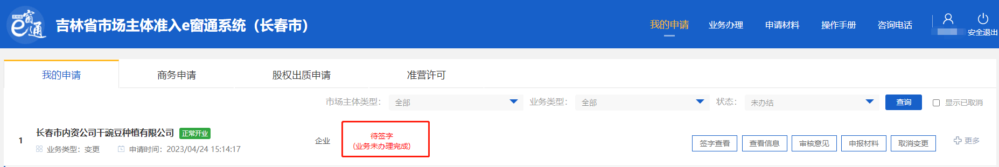 e窗通
吉林省市场主体准入e窗通系统（长春市）
我的申请 业务办理 申请材料 操作手册 咨询电话 安全退出
我的申请 商务申请 股权出质申请 准营许可
市场主体类型： 全部 业务类型： 全部 状态： 未办结 查询 显示已取消
1 长春市内资公司干豌豆种植有限公司 正常开业
业务类型：变更 申请时间：2023/04/24 15:14:17
企业
待签字
(业务未办理完成)
签字查看 查看信息 审核意见 申报材料 取消变更 更多